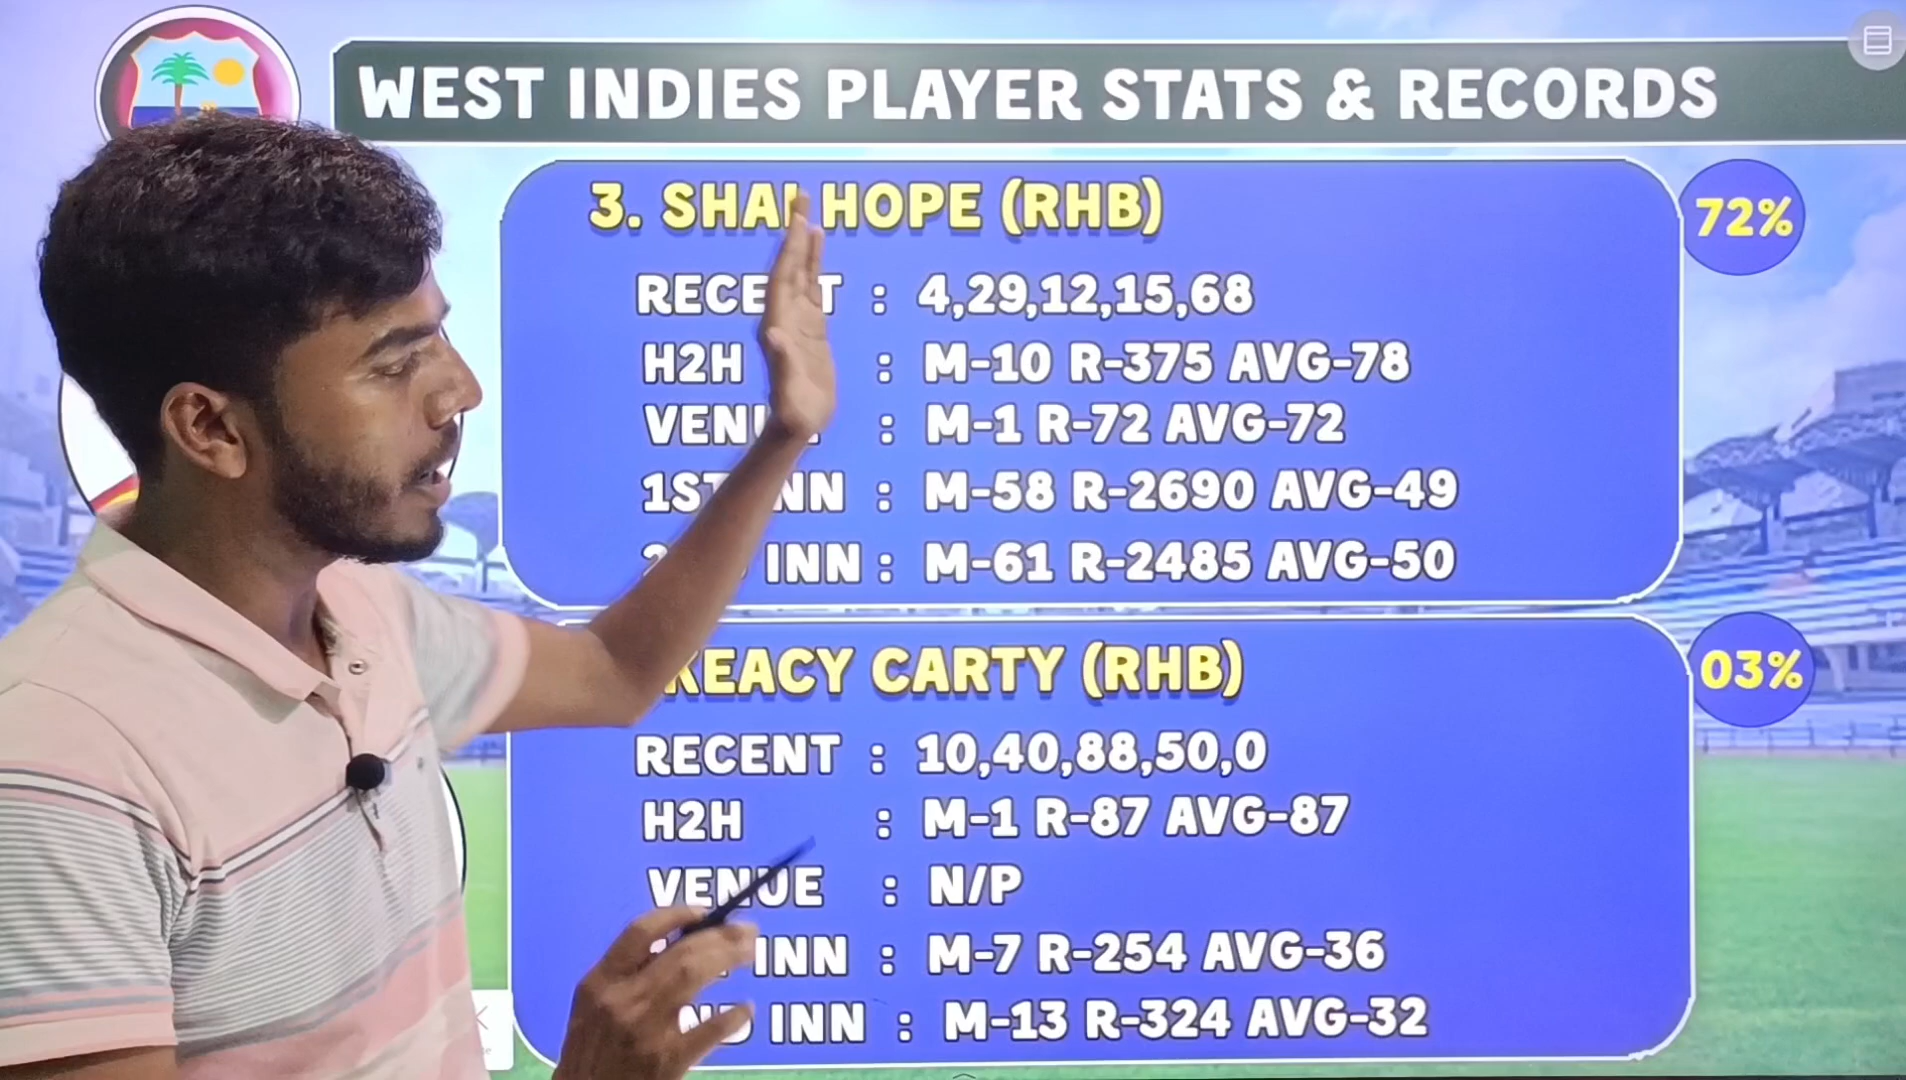 WEST INDIES PLAYER STATS & RECORDS
3. SHAI HOPE (RHB)
72%
RECENT : 4,29,12,15,68
H2H : M-10 R-375 AVG-78
VENUE : M-1 R-72 AVG-72
1ST INN : M-58 R-2690 AVG-49
INN : M-61 R-2485 AVG-50
KEACY CARTY (RHB)
03%
RECENT : 10,40,88,50,0
H2H : M-1 R-87 AVG-87
VENUE : N/P
INN : M-7 R-254 AVG-36
INN : M-13 R-324 AVG-32